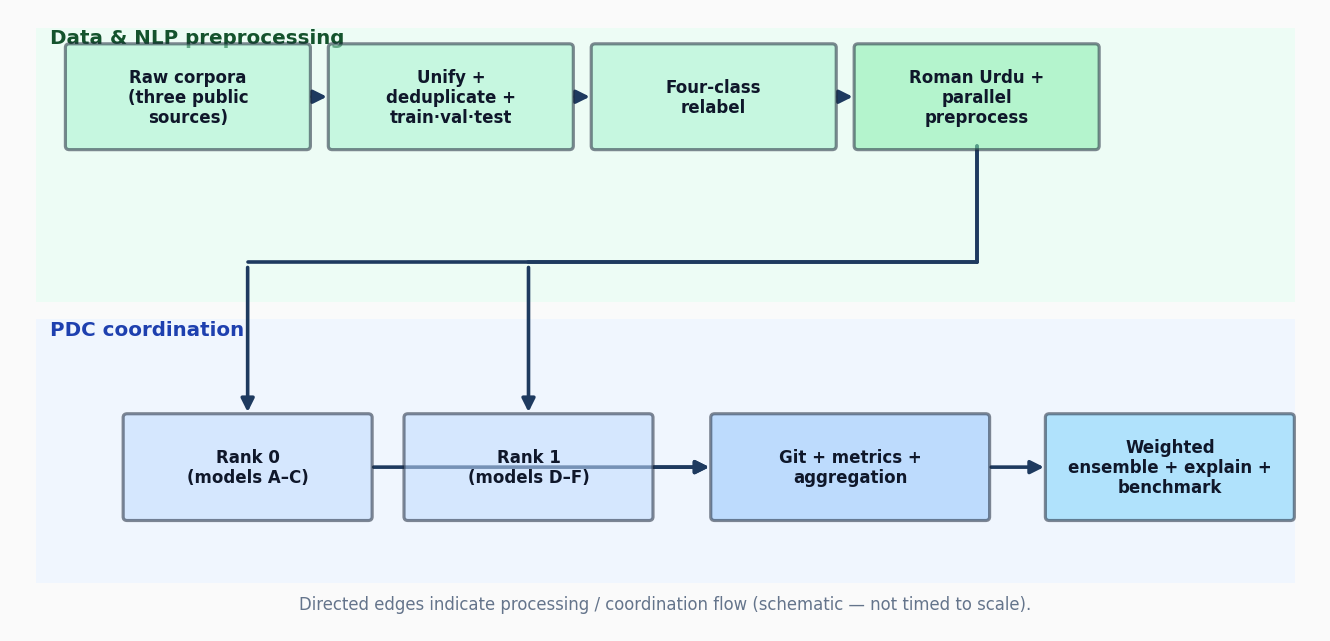 Data & NLP preprocessing
Raw corpora
(three public
sources)
Unify +
deduplicate +
train·val·test
Four-class
relabel
Roman Urdu +
parallel
preprocess
PDC coordination
Rank 0
(models A–C)
Rank 1
(models D–F)
Git + metrics +
aggregation
Weighted
ensemble + explain +
benchmark
Directed edges indicate processing / coordination flow (schematic — not timed to scale).